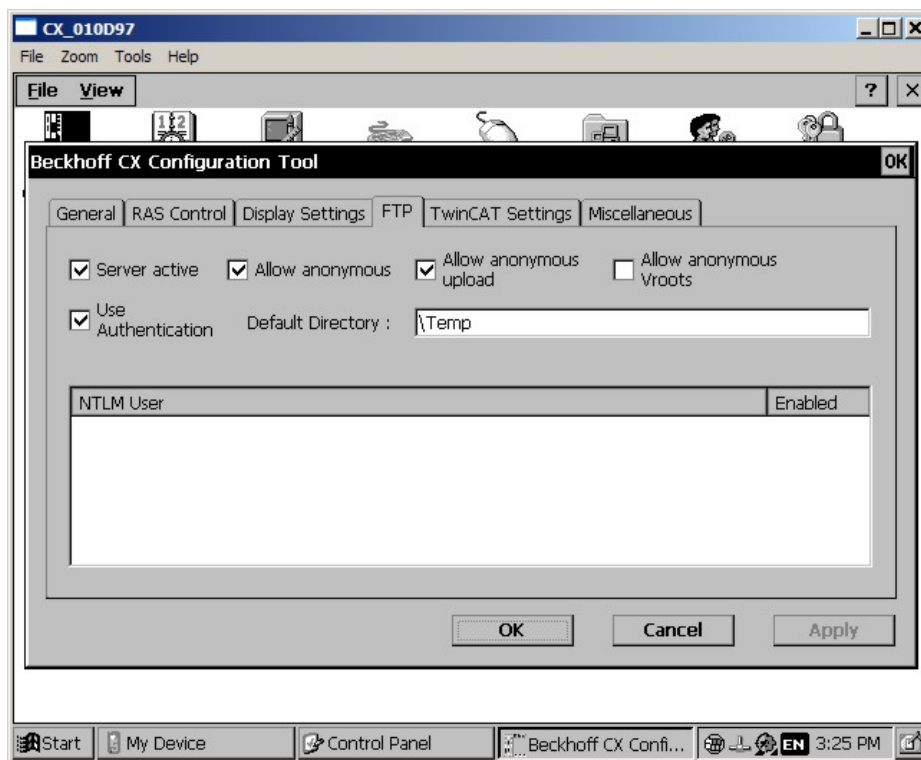 CX_010D97
File Zoom Tools Help
File View ? ×
Beckhoff CX Configuration Tool OK
General RAS Control Display Settings FTP TwinCAT Settings Miscellaneous
Server active Allow anonymous Allow anonymous upload Allow anonymous Vroots
Use Authentication Default Directory : \Temp
NTLM User Enabled
OK Cancel Apply
Start My Device Control Panel Beckhoff CX Confi... EN 3:25 PM